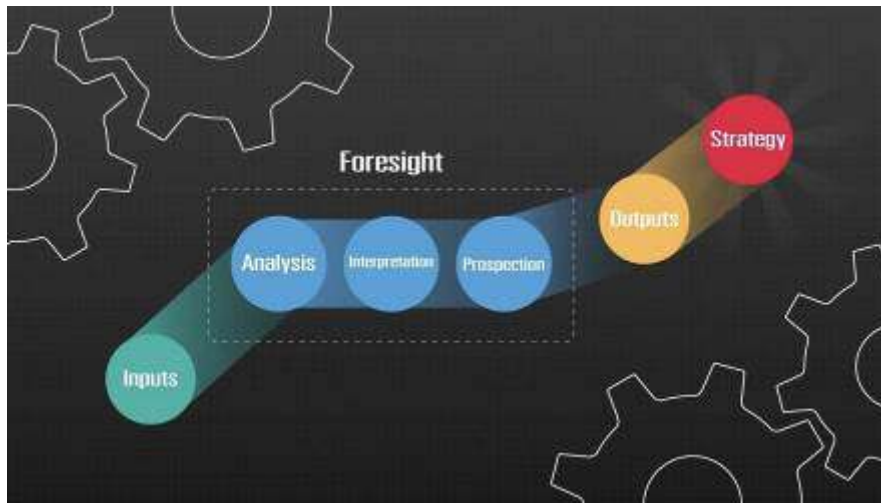 Foresight
Strategy
Outputs
Analysis
Interpretation
Prospection
Inputs